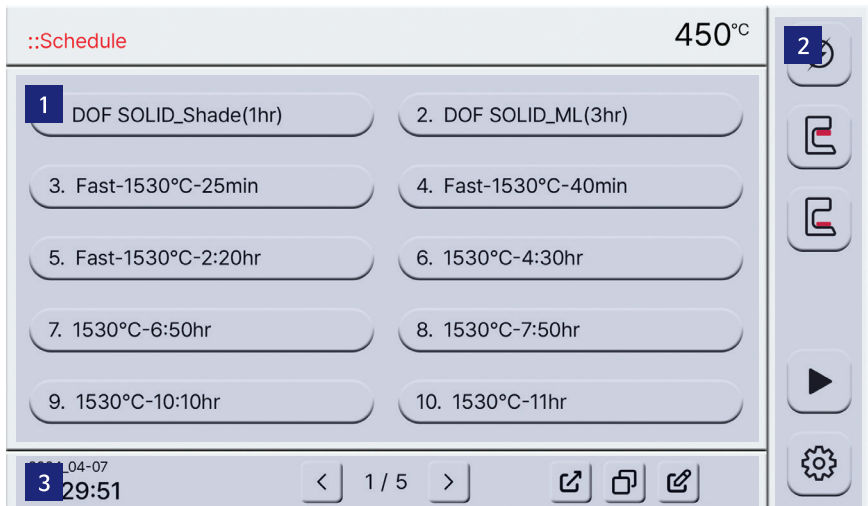 ::Schedule
450°C
2
1
DOF SOLID_Shade(1hr)
2. DOF SOLID_ML(3hr)
3. Fast-1530°C-25min
4. Fast-1530°C-40min
5. Fast-1530°C-2:20hr
6. 1530°C-4:30hr
7. 1530°C-6:50hr
8. 1530°C-7:50hr
9. 1530°C-10:10hr
10. 1530°C-11hr
04-07
3
29:51
1 / 5